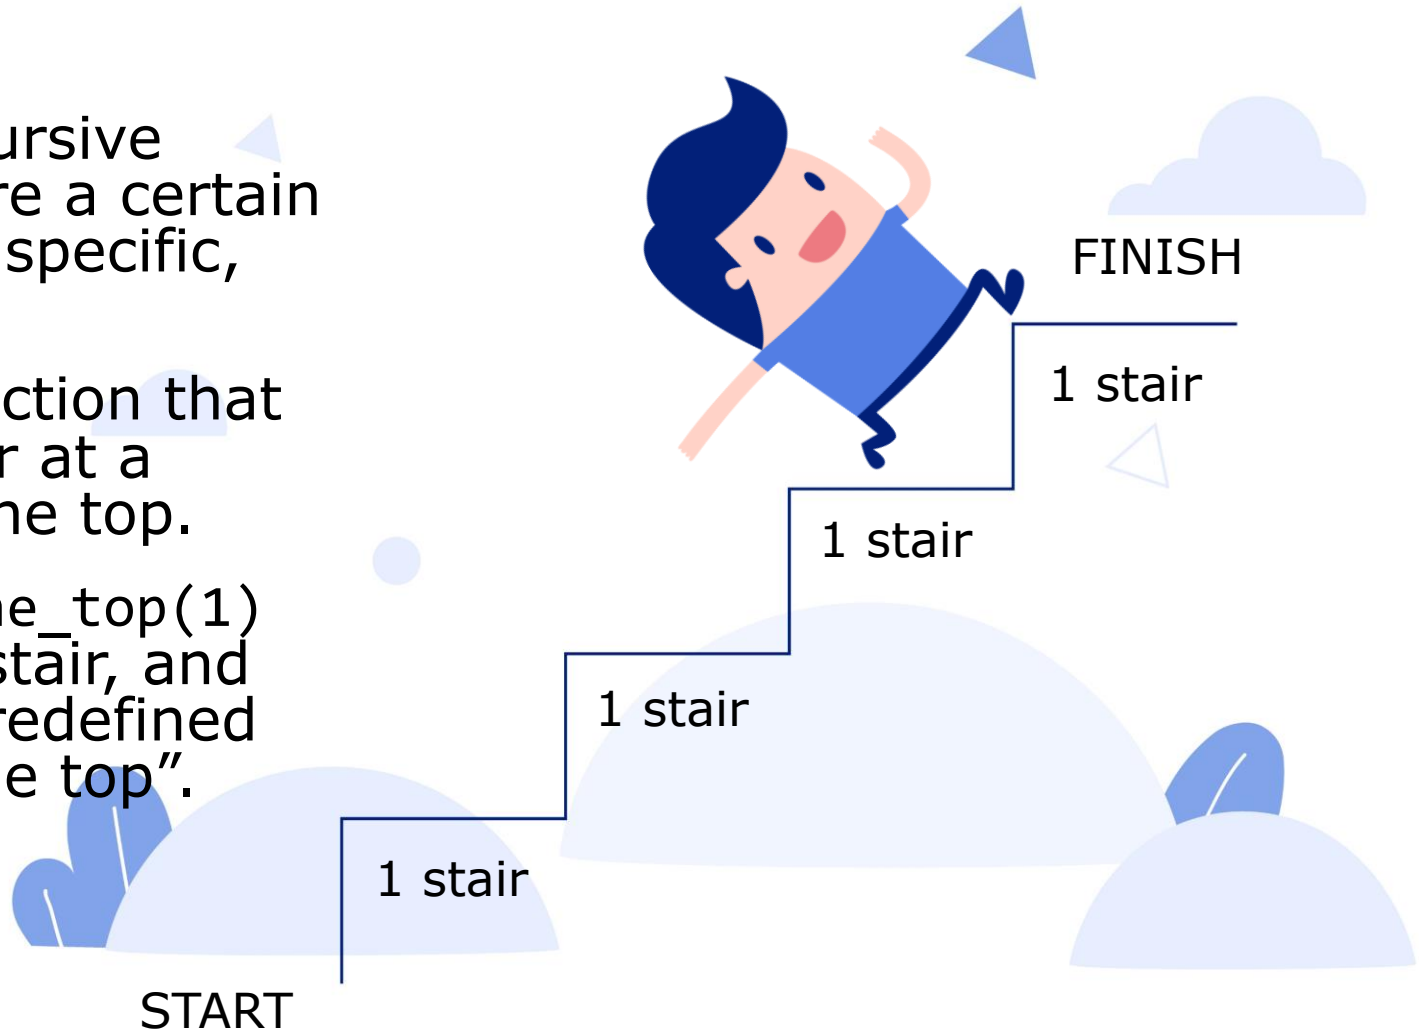 ursive
re a certain
specific,
ction that
r at a
ne top.
ne_top(1)
stair, and
redefined
e top”.
FINISH
1 stair
1 stair
1 stair
1 stair
START